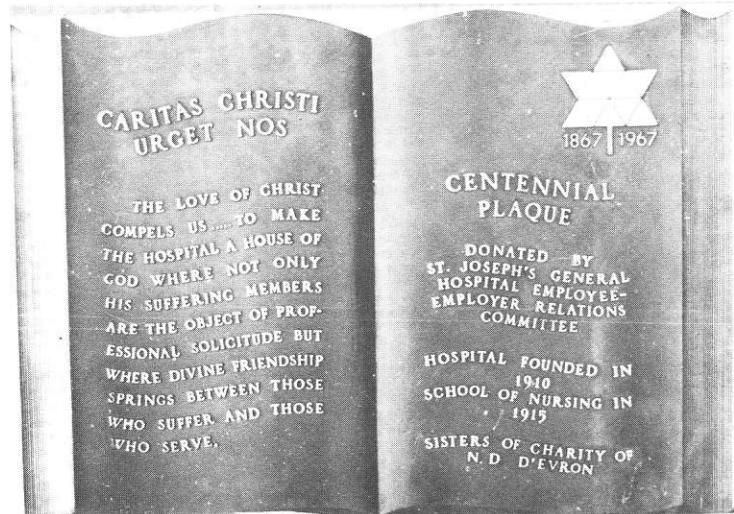 CARITAS CHRISTI
URGET NOS
THE LOVE OF CHRIST
COMPELS US.....TO MAKE
THE HOSPITAL A HOUSE OF
GOD WHERE NOT ONLY
HIS SUFFERING MEMBERS
ARE THE OBJECT OF PROF-
ESSIONAL SOLICITUDE BUT
WHERE DIVINE FRIENDSHIP
SPRINGS BETWEEN THOSE
WHO SUFFER AND THOSE
WHO SERVE.
1867 1967
CENTENNIAL
PLAQUE
DONATED BY
ST. JOSEPH'S GENERAL
HOSPITAL EMPLOYEE-
EMPLOYER RELATIONS
COMMITTEE
HOSPITAL FOUNDED IN
1910
SCHOOL OF NURSING IN
1915
SISTERS OF CHARITY OF
N.D D'EVRON